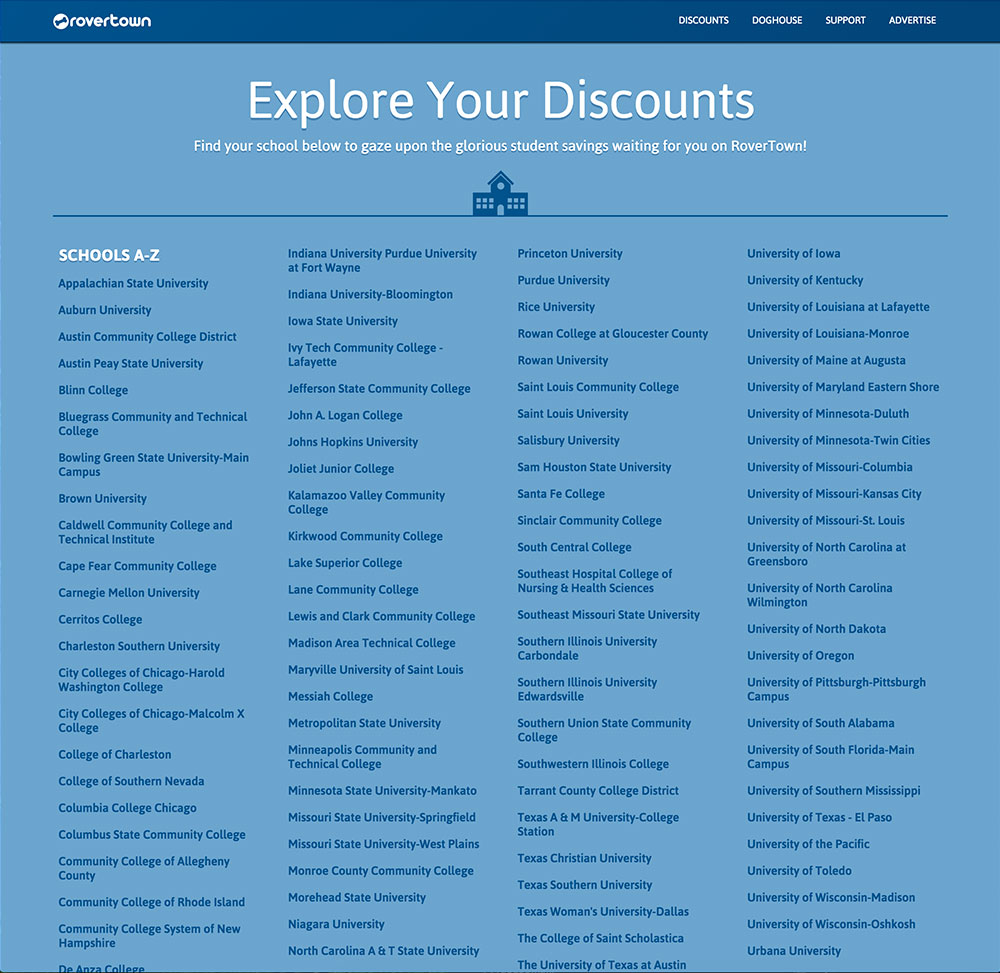 rovertown
DISCOUNTS
DOGHOUSE
SUPPORT
ADVERTISE
Explore Your Discounts
Find your school below to gaze upon the glorious student savings waiting for you on RoverTown!
SCHOOLS A-Z
Appalachian State University
Auburn University
Austin Community College District
Austin Peay State University
Blinn College
Bluegrass Community and Technical
College
Bowling Green State University-Main
Campus
Brown University
Caldwell Community College and
Technical Institute
Cape Fear Community College
Carnegie Mellon University
Cerritos College
Charleston Southern University
City Colleges of Chicago-Harold
Washington College
City Colleges of Chicago-Malcolm X
College
College of Charleston
College of Southern Nevada
Columbia College Chicago
Columbus State Community College
Community College of Allegheny
County
Community College of Rhode Island
Community College System of New
Hampshire
De Anza College
Indiana University Purdue University
at Fort Wayne
Indiana University-Bloomington
Iowa State University
Ivy Tech Community College -
Lafayette
Jefferson State Community College
John A. Logan College
Johns Hopkins University
Joliet Junior College
Kalamazoo Valley Community
College
Kirkwood Community College
Lake Superior College
Lane Community College
Lewis and Clark Community College
Madison Area Technical College
Maryville University of Saint Louis
Messiah College
Metropolitan State University
Minneapolis Community and
Technical College
Minnesota State University-Mankato
Missouri State University-Springfield
Missouri State University-West Plains
Monroe County Community College
Morehead State University
Niagara University
North Carolina A & T State University
Princeton University
Purdue University
Rice University
Rowan College at Gloucester County
Rowan University
Saint Louis Community College
Saint Louis University
Salisbury University
Sam Houston State University
Santa Fe College
Sinclair Community College
South Central College
Southeast Hospital College of
Nursing & Health Sciences
Southeast Missouri State University
Southern Illinois University
Carbondale
Southern Illinois University
Edwardsville
Southern Union State Community
College
Southwestern Illinois College
Tarrant County College District
Texas A & M University-College
Station
Texas Christian University
Texas Southern University
Texas Woman's University-Dallas
The College of Saint Scholastica
The University of Texas at Austin
University of Iowa
University of Kentucky
University of Louisiana at Lafayette
University of Louisiana-Monroe
University of Maine at Augusta
University of Maryland Eastern Shore
University of Minnesota-Duluth
University of Minnesota-Twin Cities
University of Missouri-Columbia
University of Missouri-Kansas City
University of Missouri-St. Louis
University of North Carolina at
Greensboro
University of North Carolina
Wilmington
University of North Dakota
University of Oregon
University of Pittsburgh-Pittsburgh
Campus
University of South Alabama
University of South Florida-Main
Campus
University of Southern Mississippi
University of Texas - El Paso
University of the Pacific
University of Toledo
University of Wisconsin-Madison
University of Wisconsin-Oshkosh
Urbana University